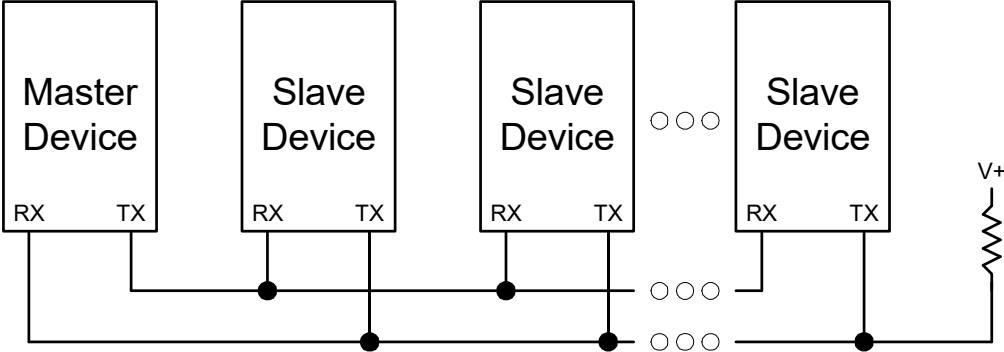 Master
Device
Slave
Device
Slave
Device
Slave
Device
RX TX
RX TX
RX TX
RX TX
V+